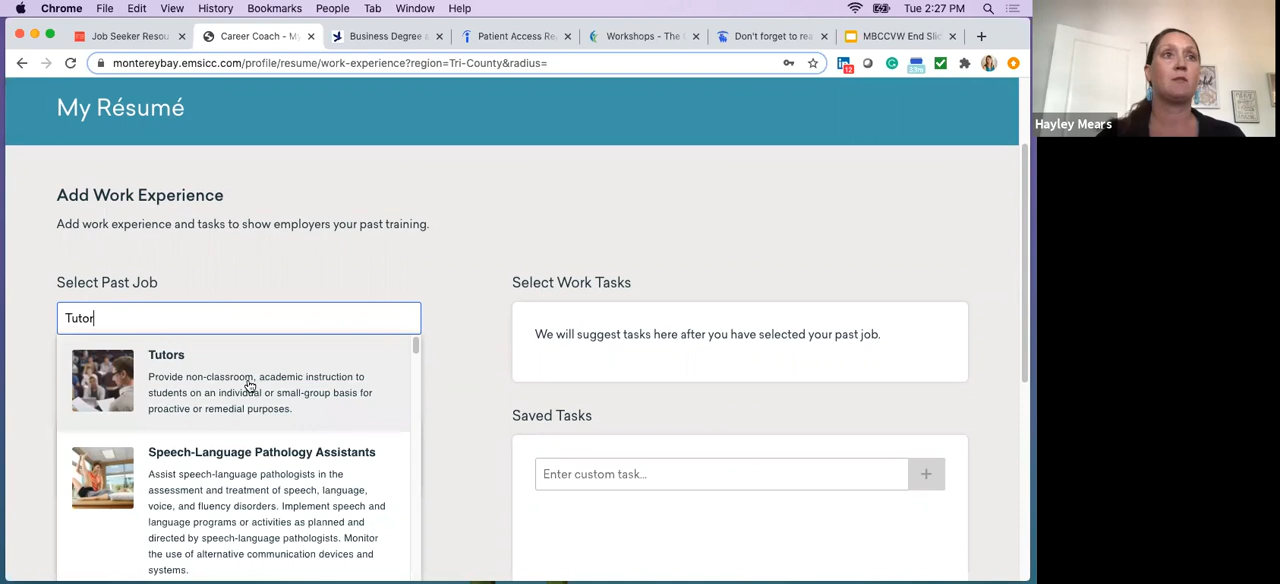 Chrome File Edit View History Bookmarks People Tab Window Help Tue 2:27 PM
Job Seeker Resou Career Coach - My Business Degree a Patient Access Re Workshops - The Don't forget to rea MBCCVW End Slid
montereybay.emsicc.com/profile/resume/work-experience?region=Tri-County&radius=
12
Hayley Mears
My Résumé
Add Work Experience
Add work experience and tasks to show employers your past training.
Select Past Job
Tutor
Tutors
Provide non-classroom, academic instruction to
students on an individual or small-group basis for
proactive or remedial purposes.
Speech-Language Pathology Assistants
Assist speech-language pathologists in the
assessment and treatment of speech, language,
voice, and fluency disorders. Implement speech and
language programs or activities as planned and
directed by speech-language pathologists. Monitor
the use of alternative communication devices and
systems.
Select Work Tasks
We will suggest tasks here after you have selected your past job.
Saved Tasks
Enter custom task...